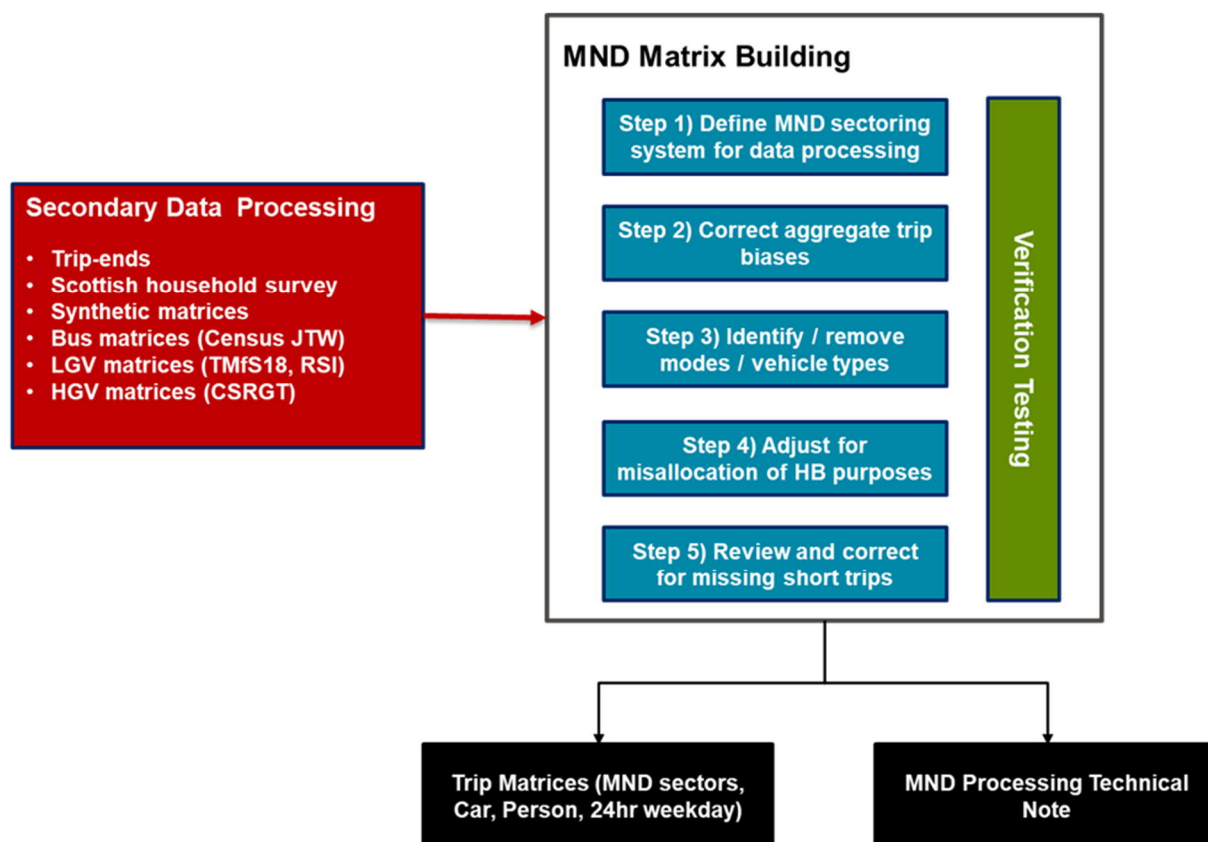 MND Matrix Building
Step 1) Define MND sectoring
system for data processing
Step 2) Correct aggregate trip
biases
Step 3) Identify / remove
modes / vehicle types
Step 4) Adjust for
misallocation of HB purposes
Step 5) Review and correct
for missing short trips
Verification Testing
Secondary Data Processing
• Trip-ends
• Scottish household survey
• Synthetic matrices
• Bus matrices (Census JTW)
• LGV matrices (TMfS18, RSI)
• HGV matrices (CSRGT)
Trip Matrices (MND sectors,
Car, Person, 24hr weekday)
MND Processing Technical
Note